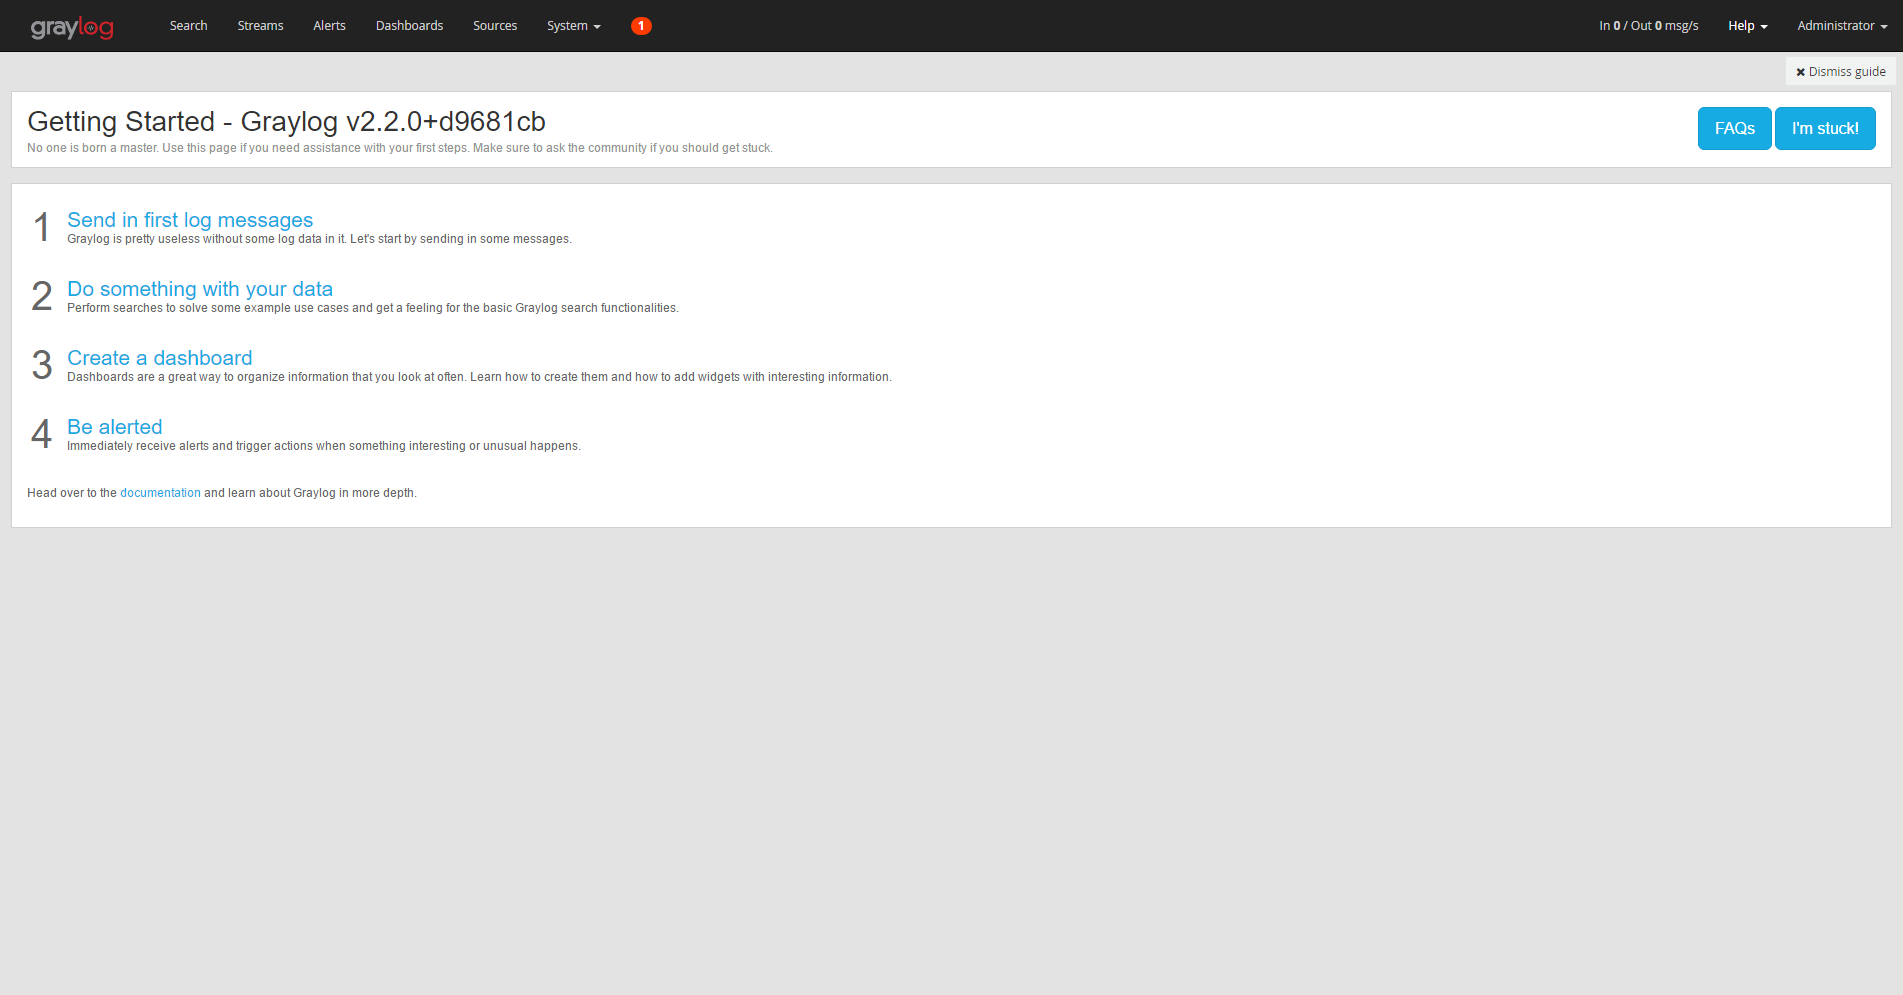 graylog Search Streams Alerts Dashboards Sources System 1 In 0 / Out 0 msg/s Help Administrator
Dismiss guide
Getting Started - Graylog v2.2.0+d9681cb
No one is born a master. Use this page if you need assistance with your first steps. Make sure to ask the community if you should get stuck.
FAQs I'm stuck!
1 Send in first log messages
Graylog is pretty useless without some log data in it. Let's start by sending in some messages.
2 Do something with your data
Perform searches to solve some example use cases and get a feeling for the basic Graylog search functionalities.
3 Create a dashboard
Dashboards are a great way to organize information that you look at often. Learn how to create them and how to add widgets with interesting information.
4 Be alerted
Immediately receive alerts and trigger actions when something interesting or unusual happens.
Head over to the documentation and learn about Graylog in more depth.